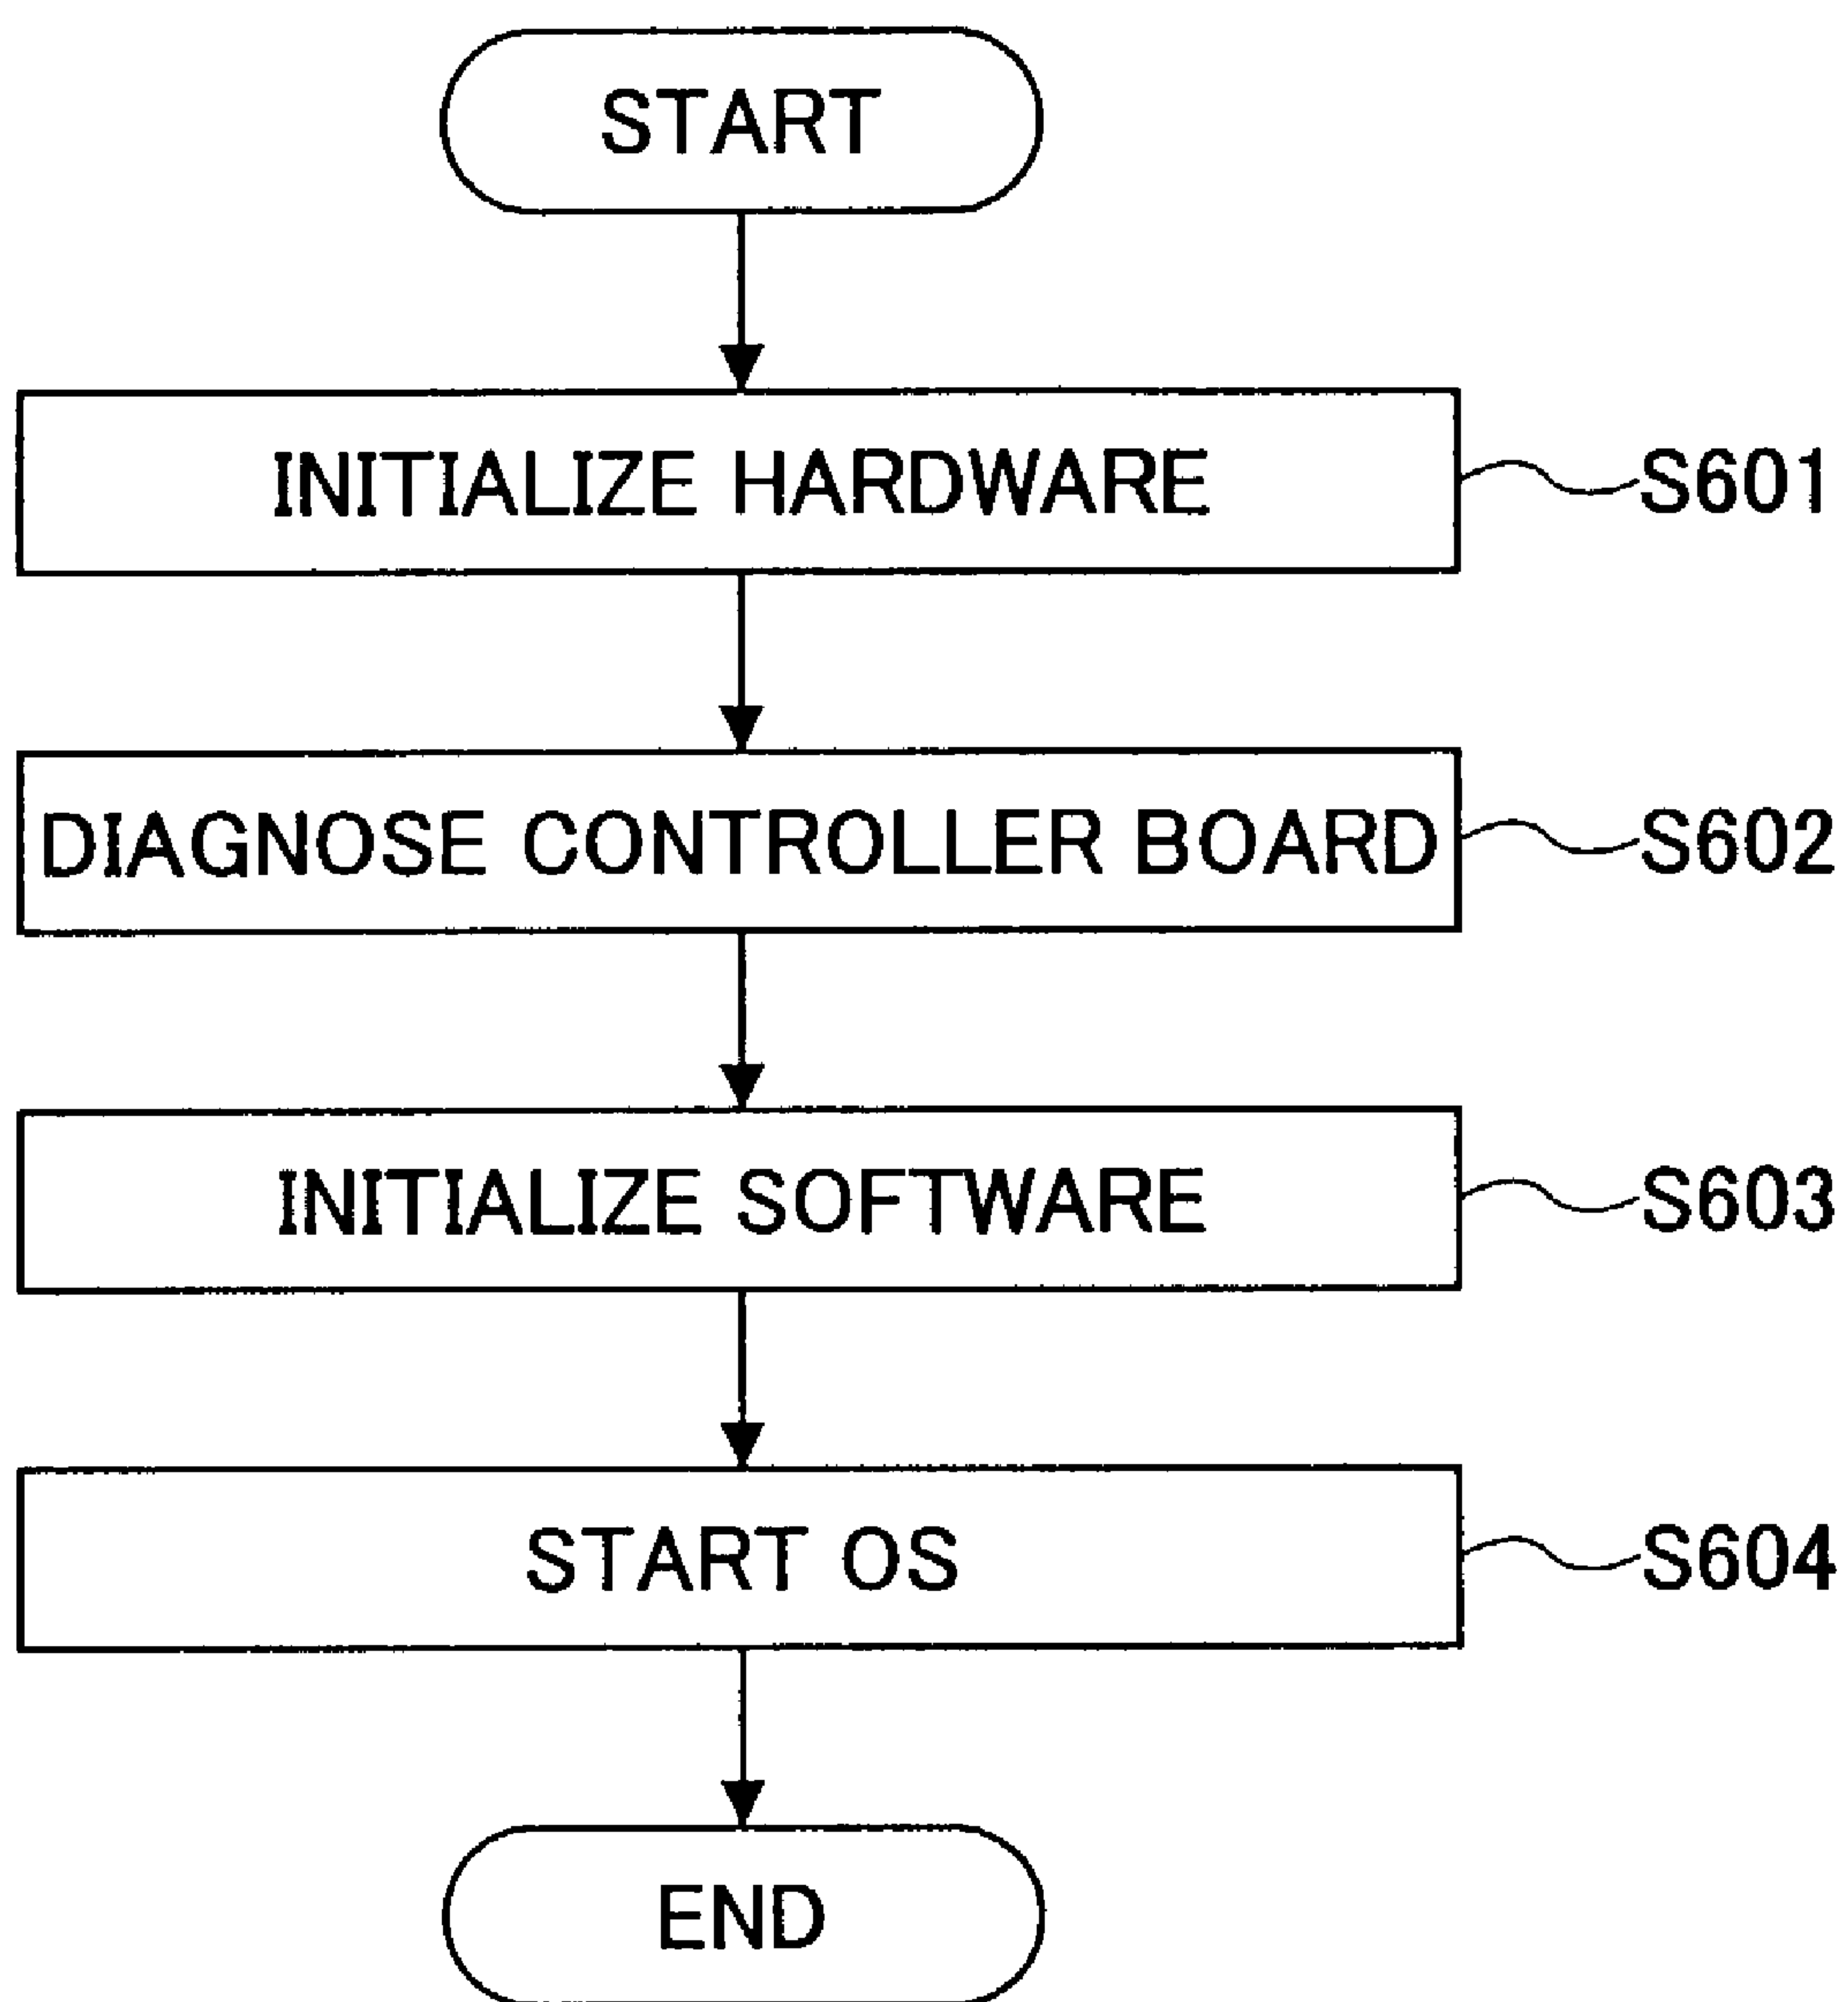 START
INITIALIZE HARDWARE
S601
DIAGNOSE CONTROLLER BOARD
S602
INITIALIZE SOFTWARE
S603
START OS
S604
END